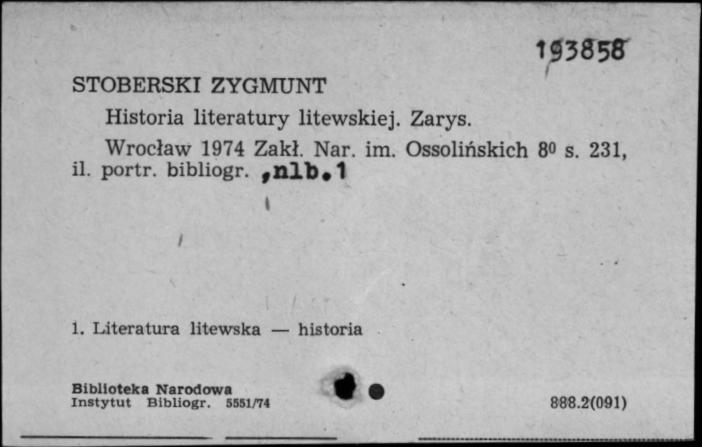 193858
STOBERSKI ZYGMUNT
Historia literatury litewskiej. Zarys.
Wrocław 1974 Zakł. Nar. im. Ossolińskich 8⁰ s. 231,
il. portr. bibliogr. ,nlb.1
1. Literatura litewska — historia
Biblioteka Narodowa
Instytut Bibliogr. 5551/74
888.2(091)